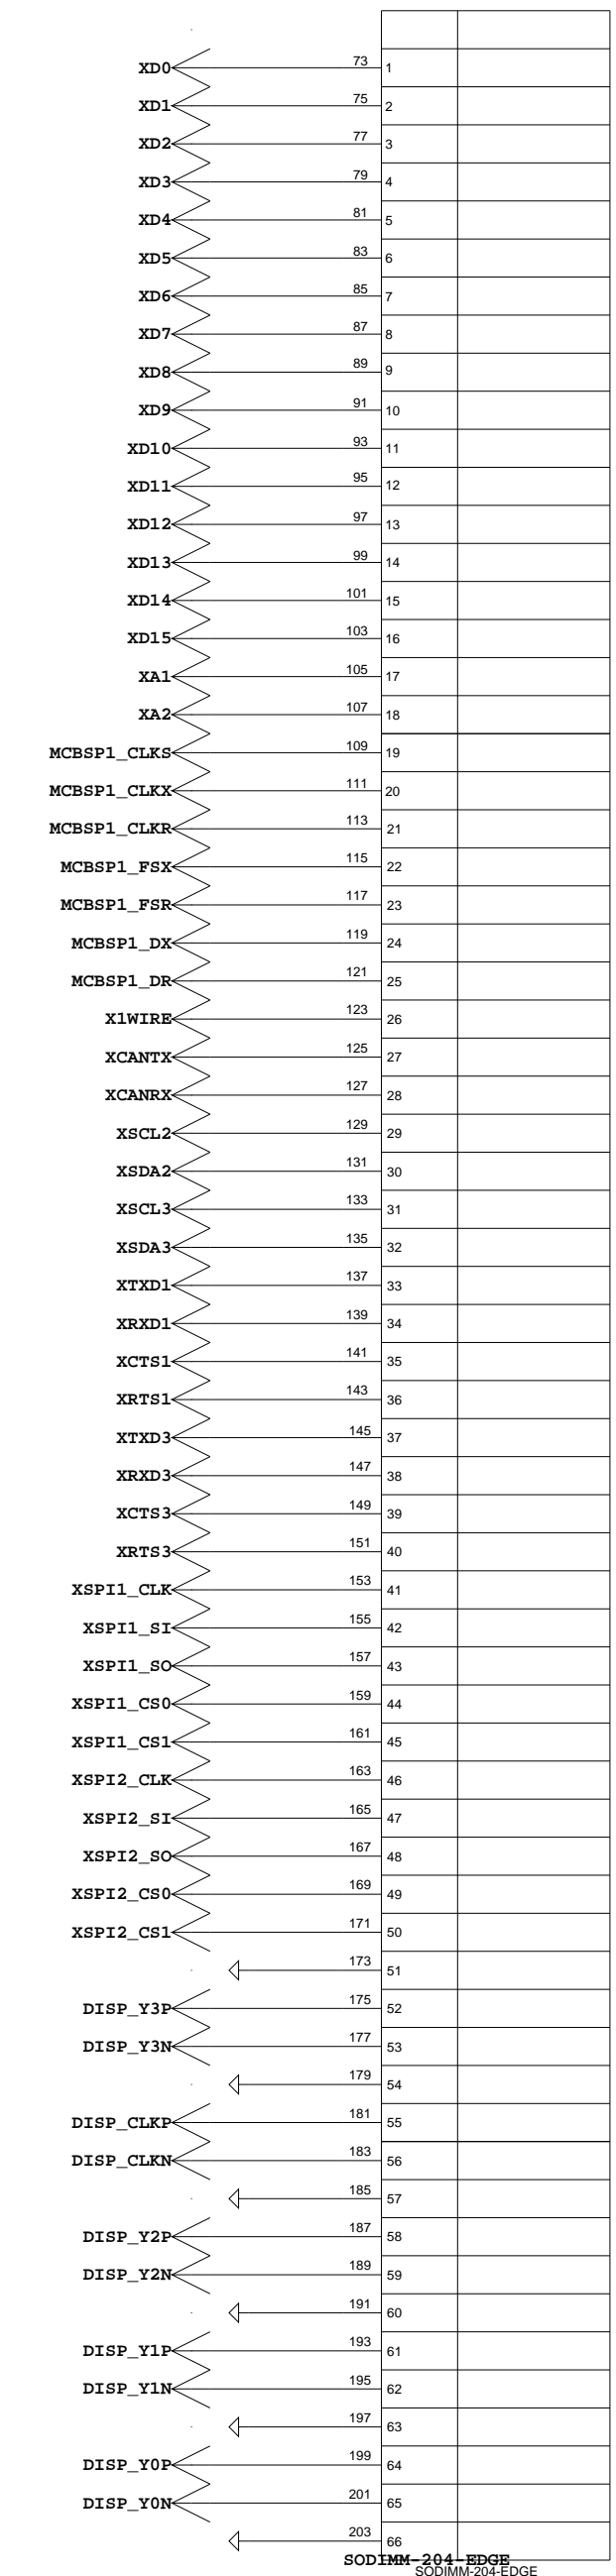 XD0 73 1
XD1 75 2
XD2 77 3
XD3 79 4
XD4 81 5
XD5 83 6
XD6 85 7
XD7 87 8
XD8 89 9
XD9 91 10
XD10 93 11
XD11 95 12
XD12 97 13
XD13 99 14
XD14 101 15
XD15 103 16
XA1 105 17
XA2 107 18
MCBSP1_CLKS 109 19
MCBSP1_CLKX 111 20
MCBSP1_CLKR 113 21
MCBSP1_FSX 115 22
MCBSP1_FSR 117 23
MCBSP1_DX 119 24
MCBSP1_DR 121 25
X1WIRE 123 26
XCANTX 125 27
XCANRX 127 28
XSCL2 129 29
XSDA2 131 30
XSCL3 133 31
XSDA3 135 32
XTXD1 137 33
XRXD1 139 34
XCTS1 141 35
XRTS1 143 36
XTXD3 145 37
XRXD3 147 38
XCTS3 149 39
XRTS3 151 40
XSPI1_CLK 153 41
XSPI1_SI 155 42
XSPI1_SO 157 43
XSPI1_CS0 159 44
XSPI1_CS1 161 45
XSPI2_CLK 163 46
XSPI2_SI 165 47
XSPI2_SO 167 48
XSPI2_CS0 169 49
XSPI2_CS1 171 50
173 51
DISP_Y3P 175 52
DISP_Y3N 177 53
179 54
DISP_CLKP 181 55
DISP_CLKN 183 56
185 57
DISP_Y2P 187 58
DISP_Y2N 189 59
191 60
DISP_Y1P 193 61
DISP_Y1N 195 62
197 63
DISP_Y0P 199 64
DISP_Y0N 201 65
203 66
SODIMM-204-EDGE
SODIMM-204-EDGE